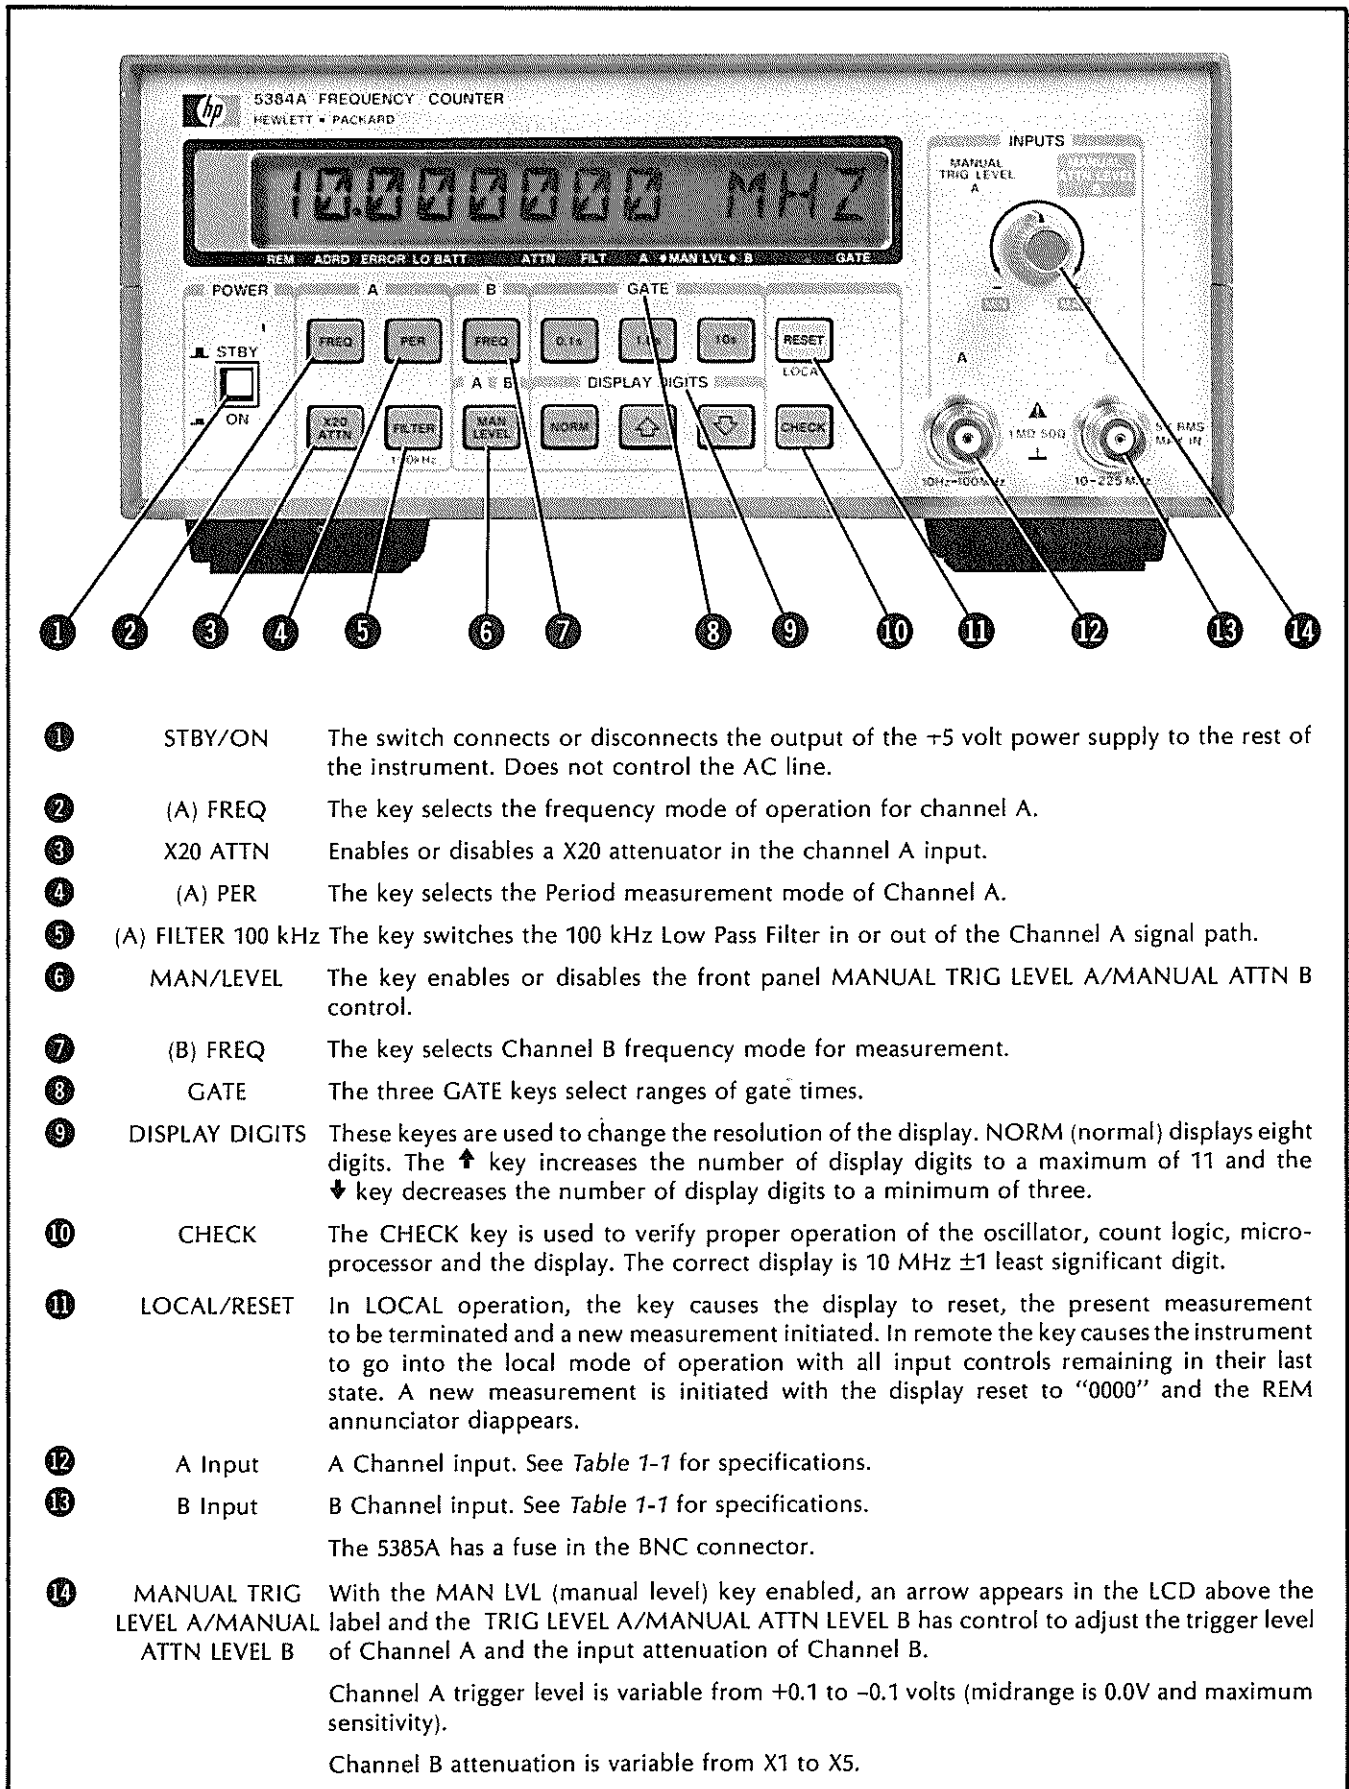 hp
5384A FREQUENCY COUNTER
HEWLETT • PACKARD
10.000000 MHZ
REM ADRD ERROR LO BATT ATTN FILT A MAN LVL B GATE
INPUTS
MANUAL
TRIG LEVEL
A
MANUAL
ATTN LEVEL
POWER A B GATE
FREQ PER FREQ 0.1s 1.0s 10s RESET
STBY
A B DISPLAY DIGITS
ON
X20
ATTN
FILTER
MAN
LEVEL
NORM
CHECK
A
1MΩ 50Ω
MAX IN
10Hz-100MHz
1 2 3 4 5 6 7 8 9 10 11 12 13 14
1 STBY/ON The switch connects or disconnects the output of the +5 volt power supply to the rest of
the instrument. Does not control the AC line.
2 (A) FREQ The key selects the frequency mode of operation for channel A.
3 X20 ATTN Enables or disables a X20 attenuator in the channel A input.
4 (A) PER The key selects the Period measurement mode of Channel A.
5 (A) FILTER 100 kHz The key switches the 100 kHz Low Pass Filter in or out of the Channel A signal path.
6 MAN/LEVEL The key enables or disables the front panel MANUAL TRIG LEVEL A/MANUAL ATTN B
control.
7 (B) FREQ The key selects Channel B frequency mode for measurement.
8 GATE The three GATE keys select ranges of gate times.
9 DISPLAY DIGITS These keyes are used to change the resolution of the display. NORM (normal) displays eight
digits. The ↑ key increases the number of display digits to a maximum of 11 and the
↓ key decreases the number of display digits to a minimum of three.
10 CHECK The CHECK key is used to verify proper operation of the oscillator, count logic, micro-
processor and the display. The correct display is 10 MHz ±1 least significant digit.
11 LOCAL/RESET In LOCAL operation, the key causes the display to reset, the present measurement
to be terminated and a new measurement initiated. In remote the key causes the instrument
to go into the local mode of operation with all input controls remaining in their last
state. A new measurement is initiated with the display reset to "0000" and the REM
annunciator diappears.
12 A Input A Channel input. See Table 1-1 for specifications.
13 B Input B Channel input. See Table 1-1 for specifications.
The 5385A has a fuse in the BNC connector.
14 MANUAL TRIG With the MAN LVL (manual level) key enabled, an arrow appears in the LCD above the
LEVEL A/MANUAL label and the TRIG LEVEL A/MANUAL ATTN LEVEL B has control to adjust the trigger level
ATTN LEVEL B of Channel A and the input attenuation of Channel B.
Channel A trigger level is variable from +0.1 to -0.1 volts (midrange is 0.0V and maximum
sensitivity).
Channel B attenuation is variable from X1 to X5.